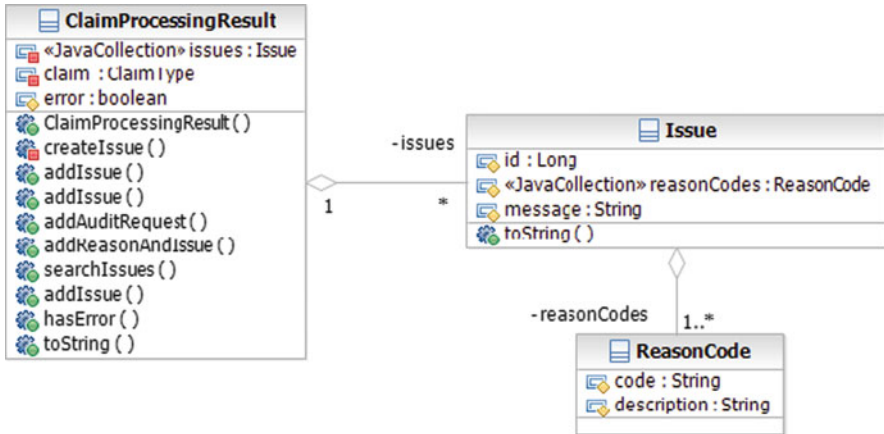 ClaimProcessingResult
«JavaCollection» issues : Issue
claim : ClaimType
error : boolean
ClaimProcessingResult ( )
createIssue ( )
addIssue ( )
addIssue ( )
addAuditRequest ( )
addReasonAndIssue ( )
searchIssues ( )
addIssue ( )
hasError ( )
toString ( )
-issues
1
*
Issue
id : Long
«JavaCollection» reasonCodes : ReasonCode
message : String
toString ( )
-reasonCodes
1..*
ReasonCode
code : String
description : String